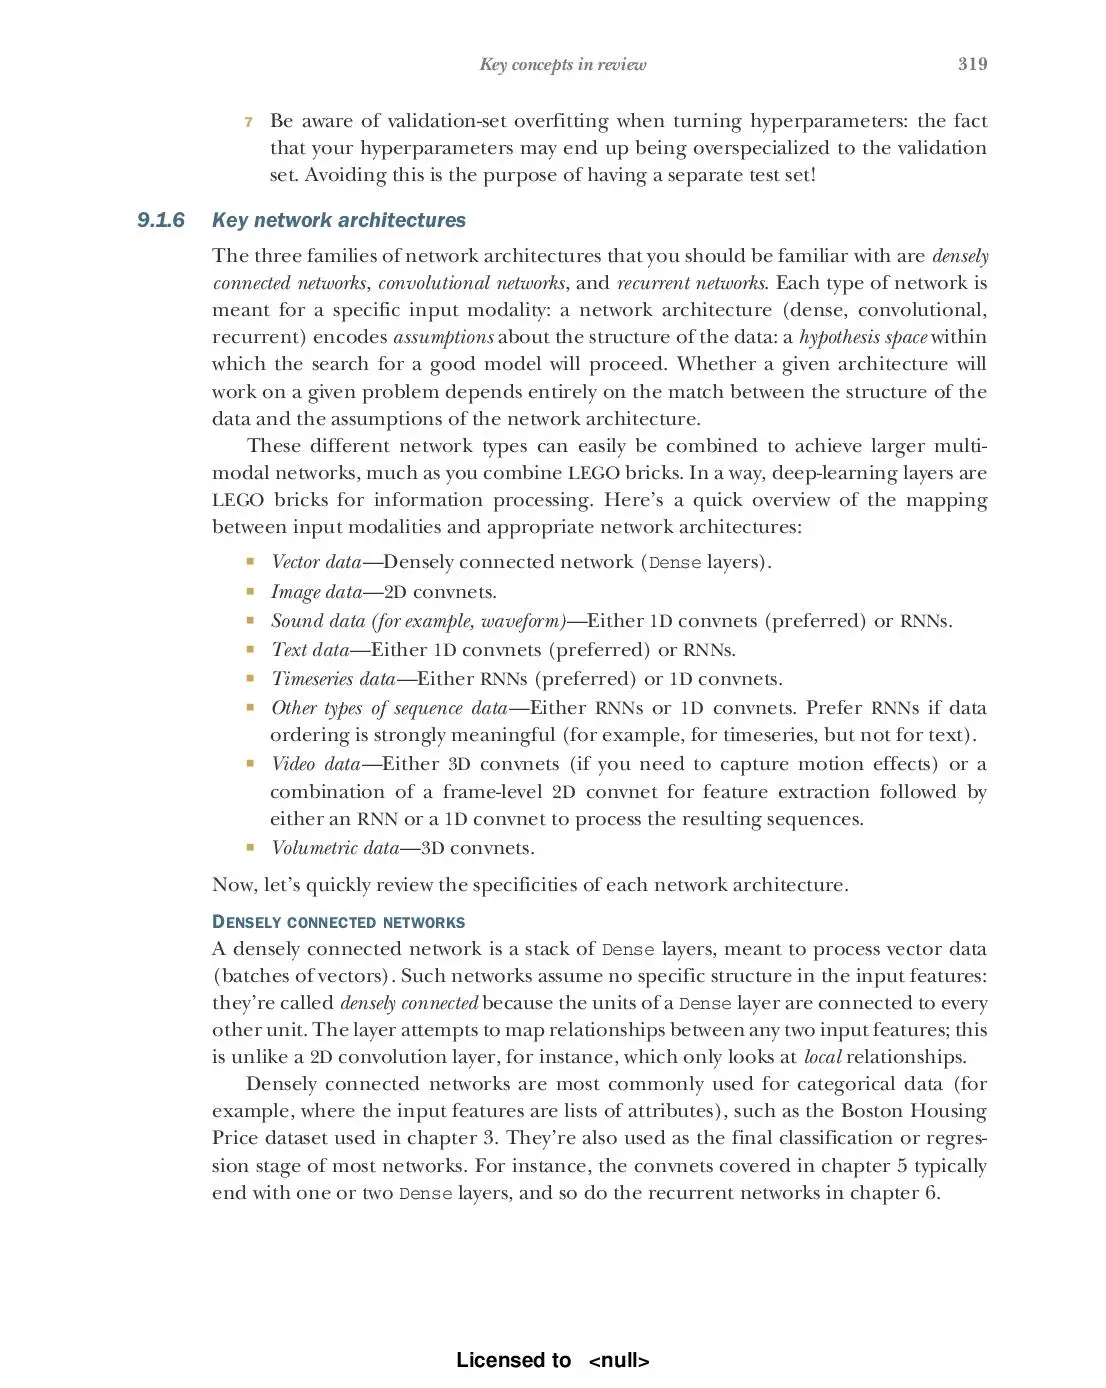 Key concepts in review 319
7 Be aware of validation-set overfitting when turning hyperparameters: the fact
that your hyperparameters may end up being overspecialized to the validation
set. Avoiding this is the purpose of having a separate test set!
9.1.6 Key network architectures
The three families of network architectures that you should be familiar with are densely
connected networks, convolutional networks, and recurrent networks. Each type of network is
meant for a specific input modality: a network architecture (dense, convolutional,
recurrent) encodes assumptions about the structure of the data: a hypothesis space within
which the search for a good model will proceed. Whether a given architecture will
work on a given problem depends entirely on the match between the structure of the
data and the assumptions of the network architecture.
These different network types can easily be combined to achieve larger multi-
modal networks, much as you combine LEGO bricks. In a way, deep-learning layers are
LEGO bricks for information processing. Here's a quick overview of the mapping
between input modalities and appropriate network architectures:
■ Vector data—Densely connected network (Dense layers).
■ Image data—2D convnets.
■ Sound data (for example, waveform)—Either 1D convnets (preferred) or RNNs.
■ Text data—Either 1D convnets (preferred) or RNNs.
■ Timeseries data—Either RNNs (preferred) or 1D convnets.
■ Other types of sequence data—Either RNNs or 1D convnets. Prefer RNNs if data
ordering is strongly meaningful (for example, for timeseries, but not for text).
■ Video data—Either 3D convnets (if you need to capture motion effects) or a
combination of a frame-level 2D convnet for feature extraction followed by
either an RNN or a 1D convnet to process the resulting sequences.
■ Volumetric data—3D convnets.
Now, let's quickly review the specificities of each network architecture.
DENSELY CONNECTED NETWORKS
A densely connected network is a stack of Dense layers, meant to process vector data
(batches of vectors). Such networks assume no specific structure in the input features:
they're called densely connected because the units of a Dense layer are connected to every
other unit. The layer attempts to map relationships between any two input features; this
is unlike a 2D convolution layer, for instance, which only looks at local relationships.
Densely connected networks are most commonly used for categorical data (for
example, where the input features are lists of attributes), such as the Boston Housing
Price dataset used in chapter 3. They're also used as the final classification or regres-
sion stage of most networks. For instance, the convnets covered in chapter 5 typically
end with one or two Dense layers, and so do the recurrent networks in chapter 6.
Licensed to <null>